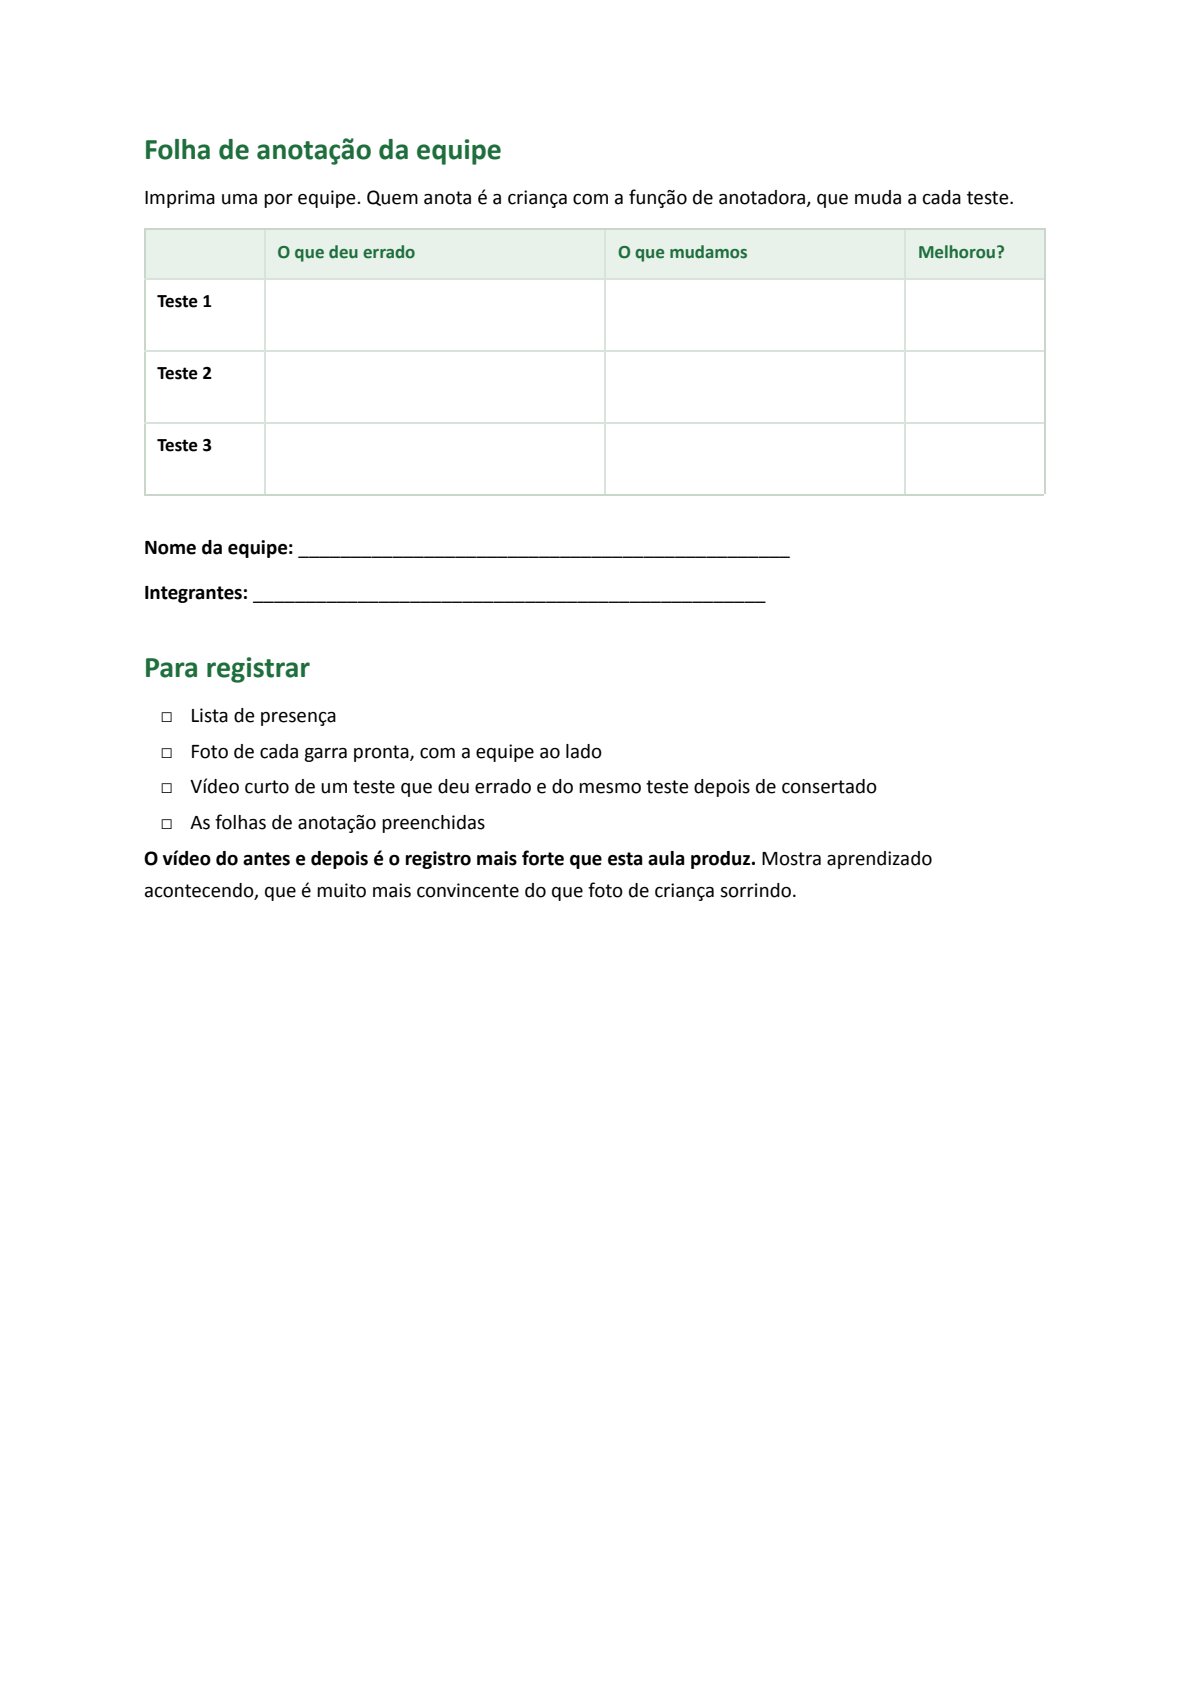 Folha de anotação da equipe
Imprima uma por equipe. Quem anota é a criança com a função de anotadora, que muda a cada teste.
O que deu errado O que mudamos Melhorou?
Teste 1
Teste 2
Teste 3
Nome da equipe: _______________________________________________
Integrantes: _________________________________________________
Para registrar
□ Lista de presença
□ Foto de cada garra pronta, com a equipe ao lado
□ Vídeo curto de um teste que deu errado e do mesmo teste depois de consertado
□ As folhas de anotação preenchidas
O vídeo do antes e depois é o registro mais forte que esta aula produz. Mostra aprendizado
acontecendo, que é muito mais convincente do que foto de criança sorrindo.